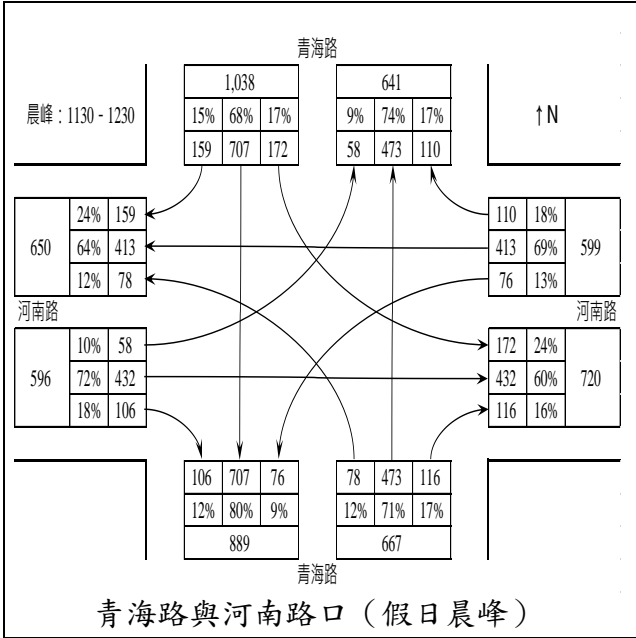 青海路
1,038 641
晨峰：1130 - 1230 15% 68% 17% 9% 74% 17% ↑N
159 707 172 58 473 110
24% 159 110 18%
650 64% 413 413 69% 599
12% 78 76 13%
河南路 河南路
10% 58 172 24%
596 72% 432 432 60% 720
18% 106 116 16%
106 707 76 78 473 116
12% 80% 9% 12% 71% 17%
889 667
青海路
青海路與河南路口（假日晨峰）